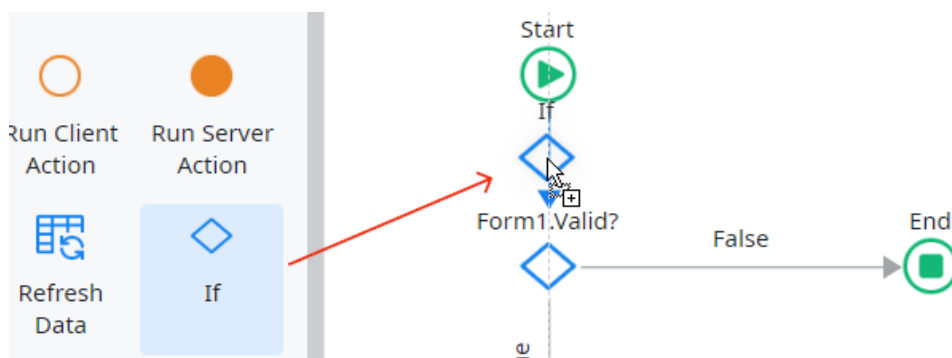 Start
If
Run Client
Action
Run Server
Action
Form1.Valid?
False
End
Refresh
Data
If